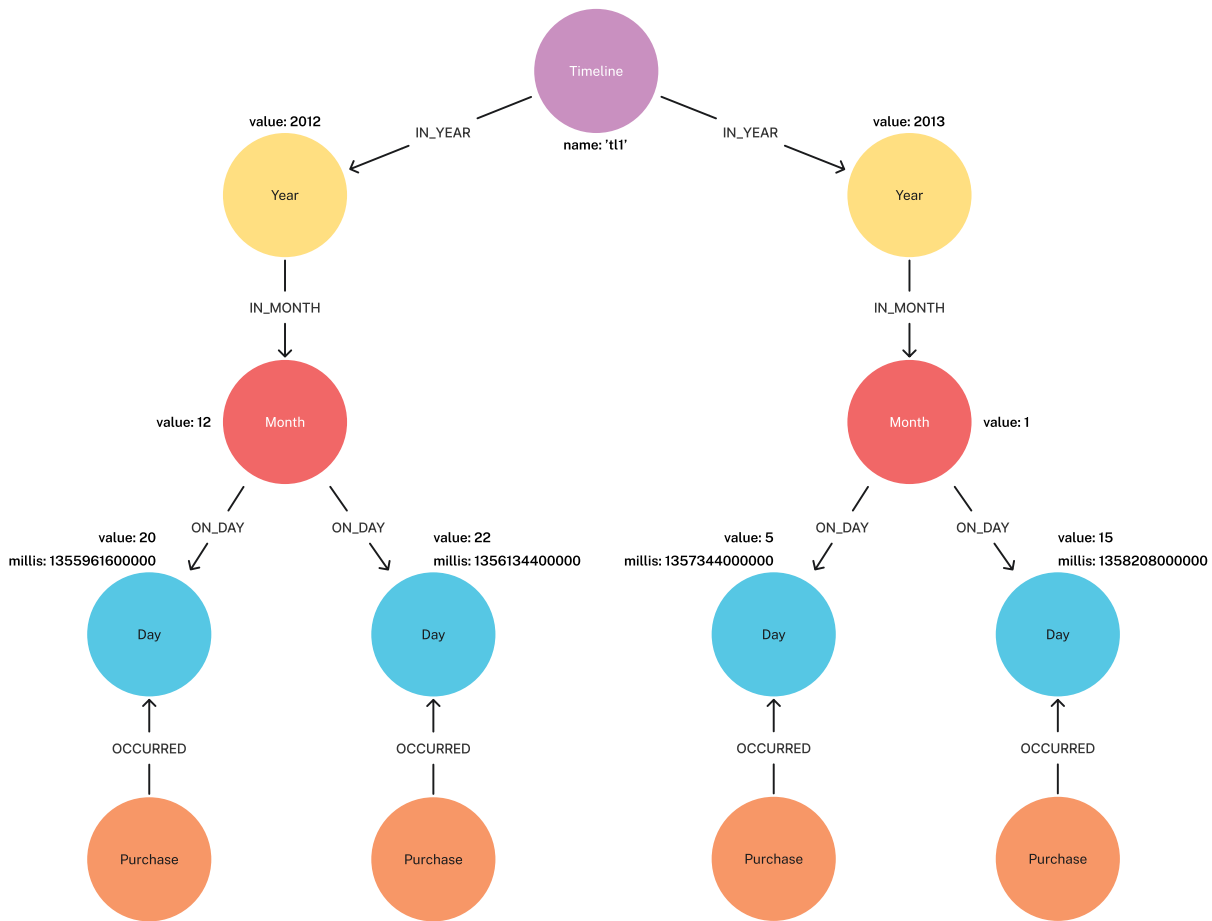 Timeline
name: 'tl1'
IN_YEAR
IN_YEAR
value: 2012
value: 2013
Year
Year
IN_MONTH
IN_MONTH
value: 12
Month
Month
value: 1
ON_DAY
ON_DAY
ON_DAY
ON_DAY
value: 20
millis: 1355961600000
value: 22
millis: 1356134400000
value: 5
millis: 1357344000000
value: 15
millis: 1358208000000
Day
Day
Day
Day
OCCURRED
OCCURRED
OCCURRED
OCCURRED
Purchase
Purchase
Purchase
Purchase